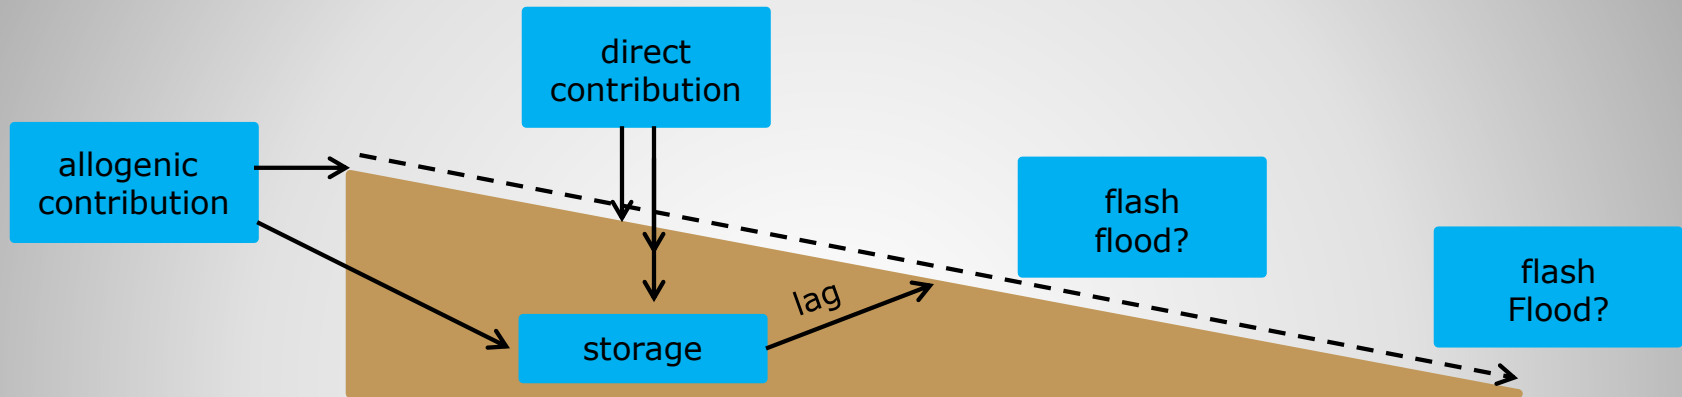 direct
contribution
allogenic
contribution
flash
flood?
flash
Flood?
lag
storage